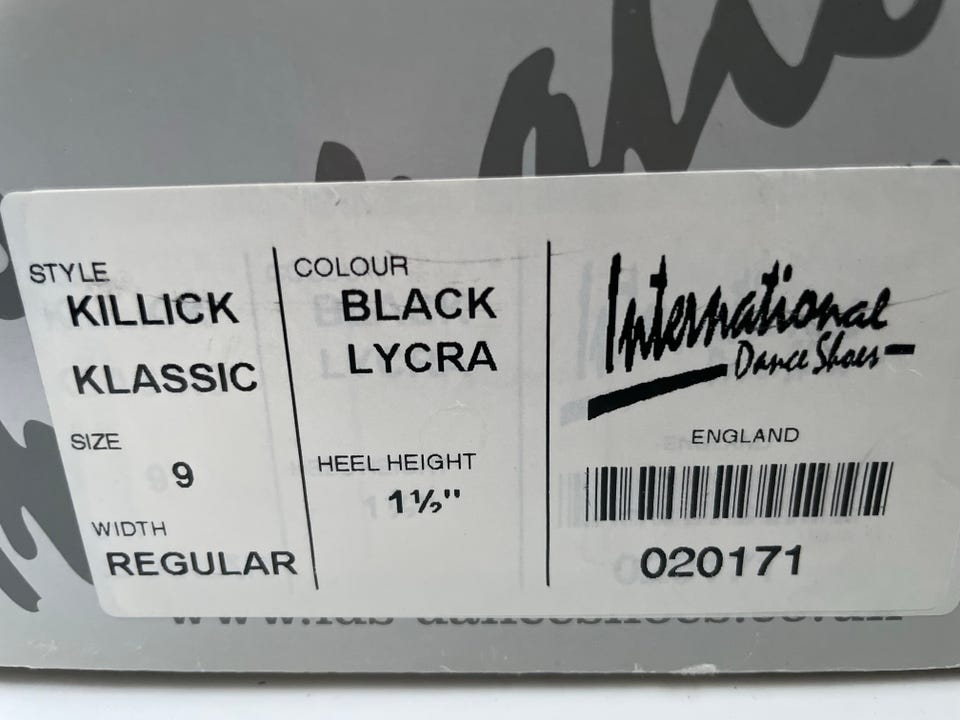 STYLE
KILLICK
KLASSIC
SIZE
9
WIDTH
REGULAR
COLOUR
BLACK
LYCRA
HEEL HEIGHT
1½"
International
Dance Shoes
ENGLAND
020171